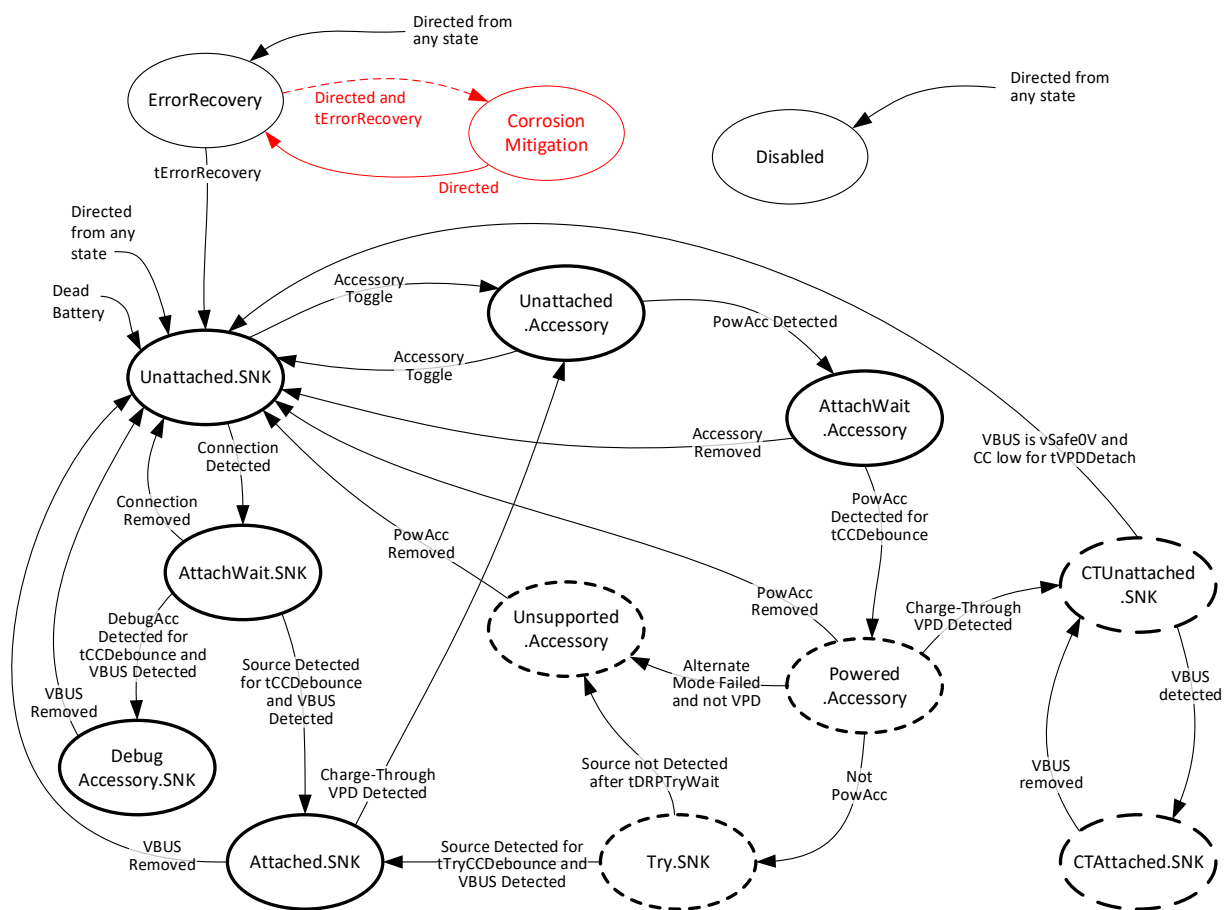 Directed from
any state
ErrorRecovery
Directed and
tErrorRecovery
Corrosion
Mitigation
Directed
Directed from
any state
Disabled
tErrorRecovery
Directed
from any
state
Dead
Battery
Accessory
Toggle
Unattached
.Accessory
PowAcc Detected
Accessory
Toggle
Unattached.SNK
AttachWait
.Accessory
Accessory
Removed
VBUS is vSafe0V and
CC low for tVPDDetach
Connection
Detected
Connection
Removed
PowAcc
Removed
PowAcc
Dectected for
tCCDebounce
AttachWait.SNK
CTUnattached
.SNK
PowAcc
Removed
Charge-Through
VPD Detected
Unsupported
.Accessory
DebugAcc
Detected for
tCCDebounce and
VBUS Detected
Source Detected
for tCCDebounce
and VBUS
Detected
Alternate
Mode Failed
and not VPD
Powered
.Accessory
VBUS
detected
VBUS
Removed
Debug
Accessory.SNK
Charge-Through
VPD Detected
Source not Detected
after tDRPTryWait
Not
PowAcc
VBUS
removed
VBUS
Removed
Attached.SNK
Source Detected for
tTryCCDebounce and
VBUS Detected
Try.SNK
CTAttached.SNK